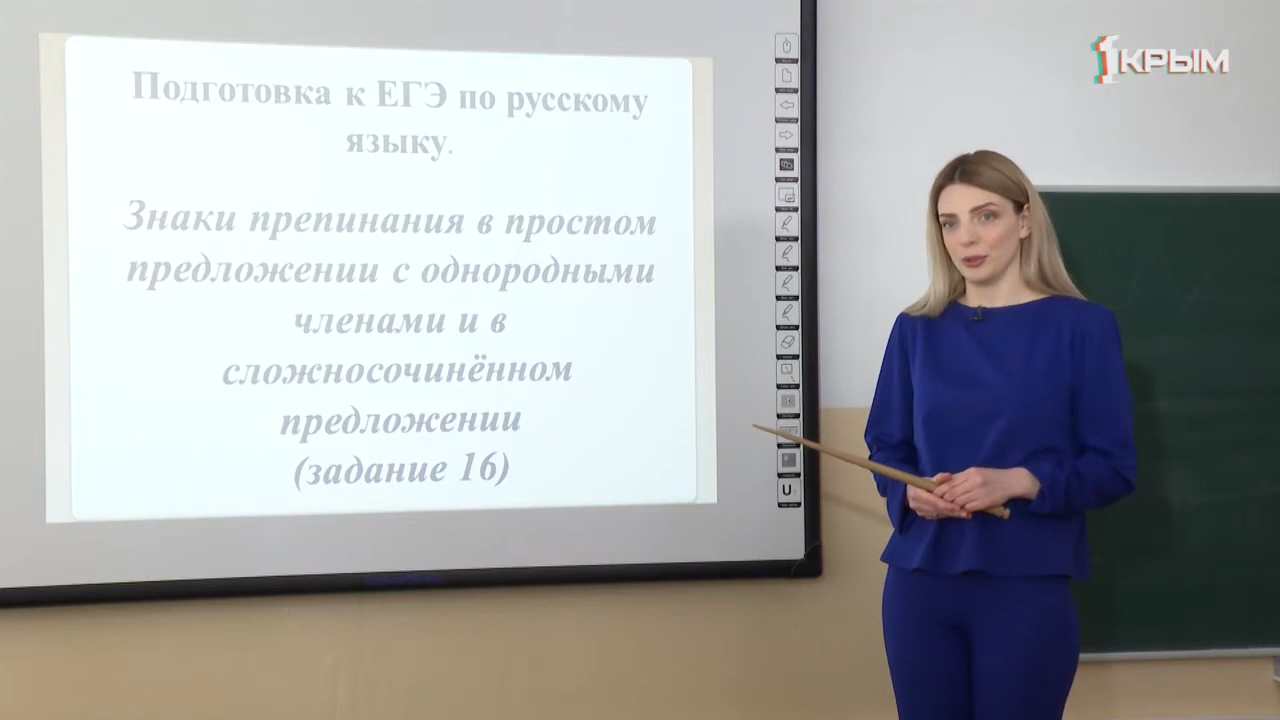 Подготовка к ЕГЭ по русскому
языку.
Знаки препинания в простом
предложении с однородными
членами и в
сложносочинённом
предложении
(задание 16)
1КРЫМ
U